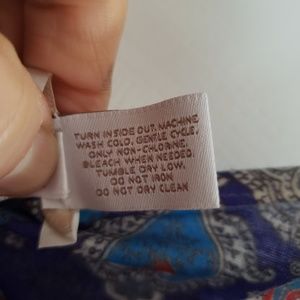 TURN INSIDE OUT. MACHINE
WASH COLD, GENTLE CYCLE,
ONLY NON-CHLORINE,
BLEACH WHEN NEEDED.
TUMBLE DRY LOW.
DO NOT IRON
DO NOT DRY CLEAN